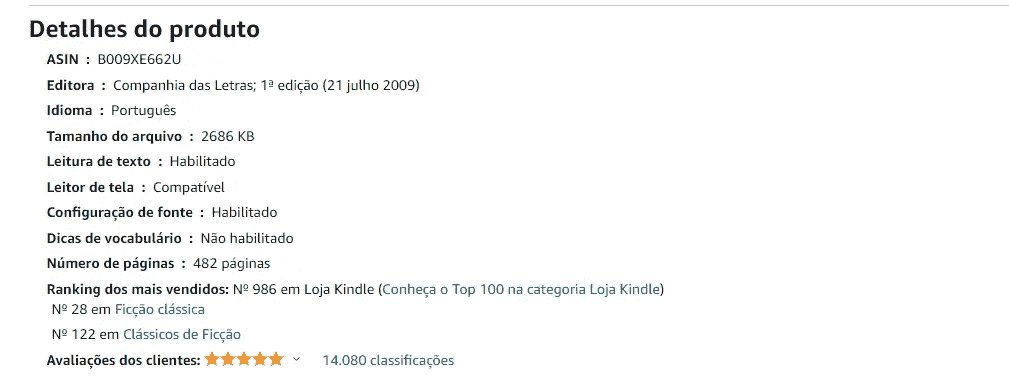 Detalhes do produto
ASIN : B009XE662U
Editora : Companhia das Letras; 1ª edição (21 julho 2009)
Idioma : Português
Tamanho do arquivo : 2686 KB
Leitura de texto : Habilitado
Leitor de tela : Compatível
Configuração de fonte : Habilitado
Dicas de vocabulário : Não habilitado
Número de páginas : 482 páginas
Ranking dos mais vendidos: Nº 986 em Loja Kindle (Conheça o Top 100 na categoria Loja Kindle)
Nº 28 em Ficção clássica
Nº 122 em Clássicos de Ficção
Avaliações dos clientes: 14.080 classificações